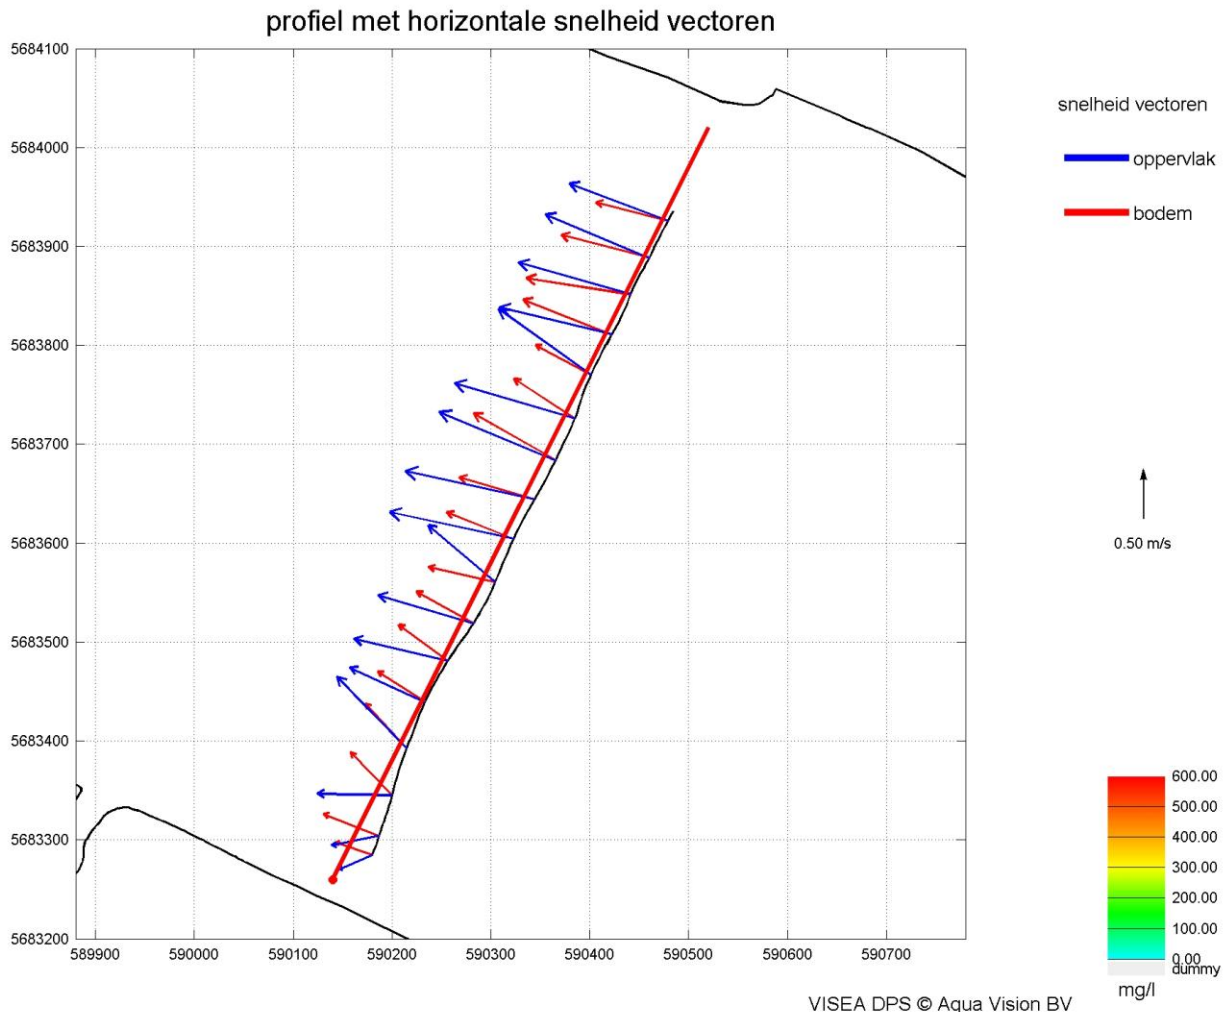 profiel met horizontale snelheid vectoren
5684100
5684000
5683900
5683800
5683700
5683600
5683500
5683400
5683300
5683200
589900 590000 590100 590200 590300 590400 590500 590600 590700
snelheid vectoren
oppervlak
bodem
0.50 m/s
600.00
500.00
400.00
300.00
200.00
100.00
0.00
dummy
mg/l
VISEA DPS © Aqua Vision BV